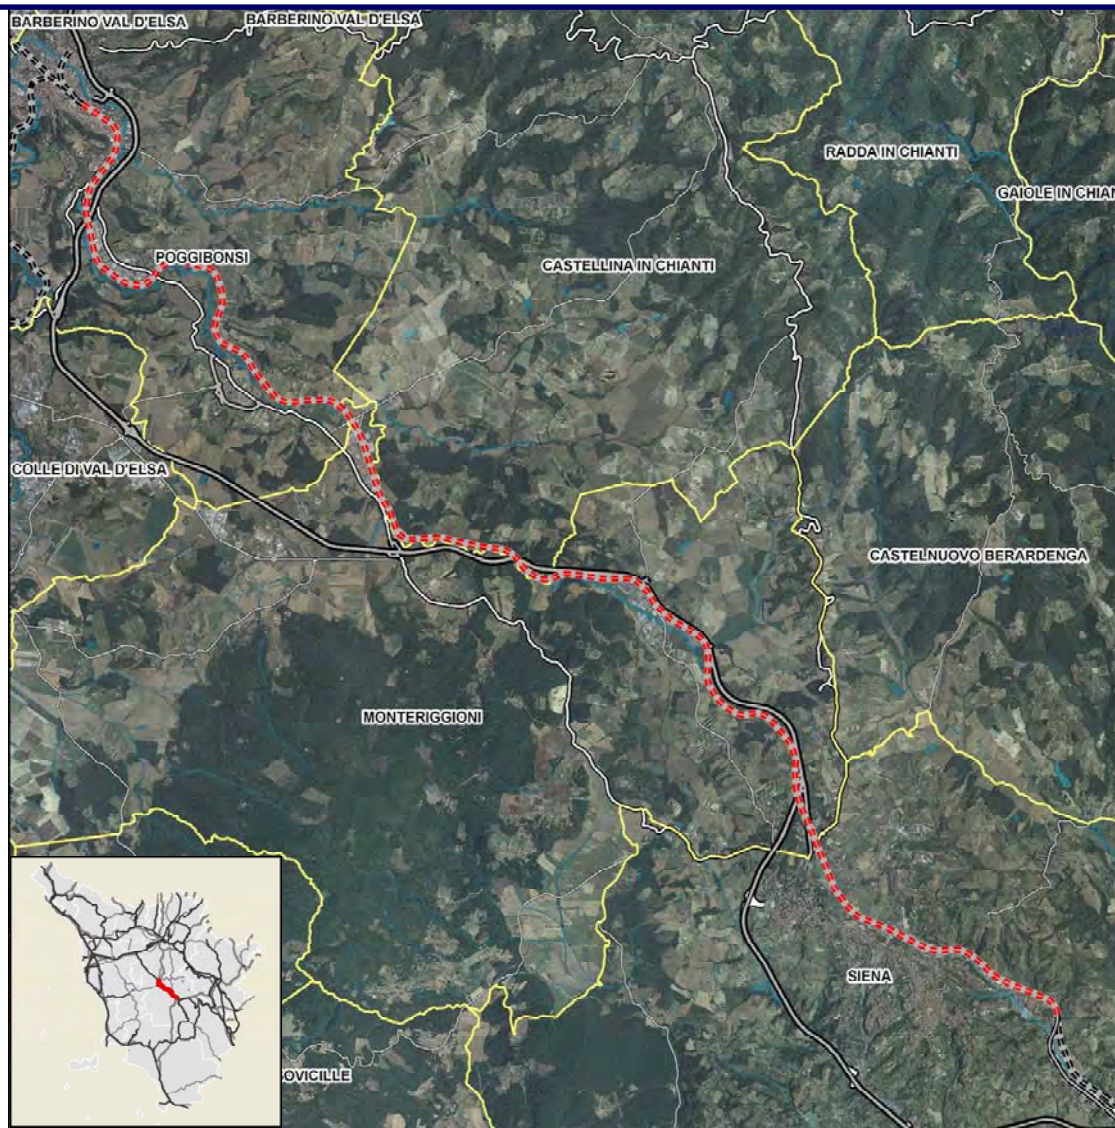 BARBERINO VAL D'ELSA
BARBERINO VAL D'ELSA
RADDA IN CHIANTI
GAIOLE IN CHIAN
POGGIBONSI
CASTELLINA IN CHIANTI
COLLE DI VAL D'ELSA
CASTELNUOVO BERARDENGA
MONTERIGGIONI
SIENA
SOVICILLE